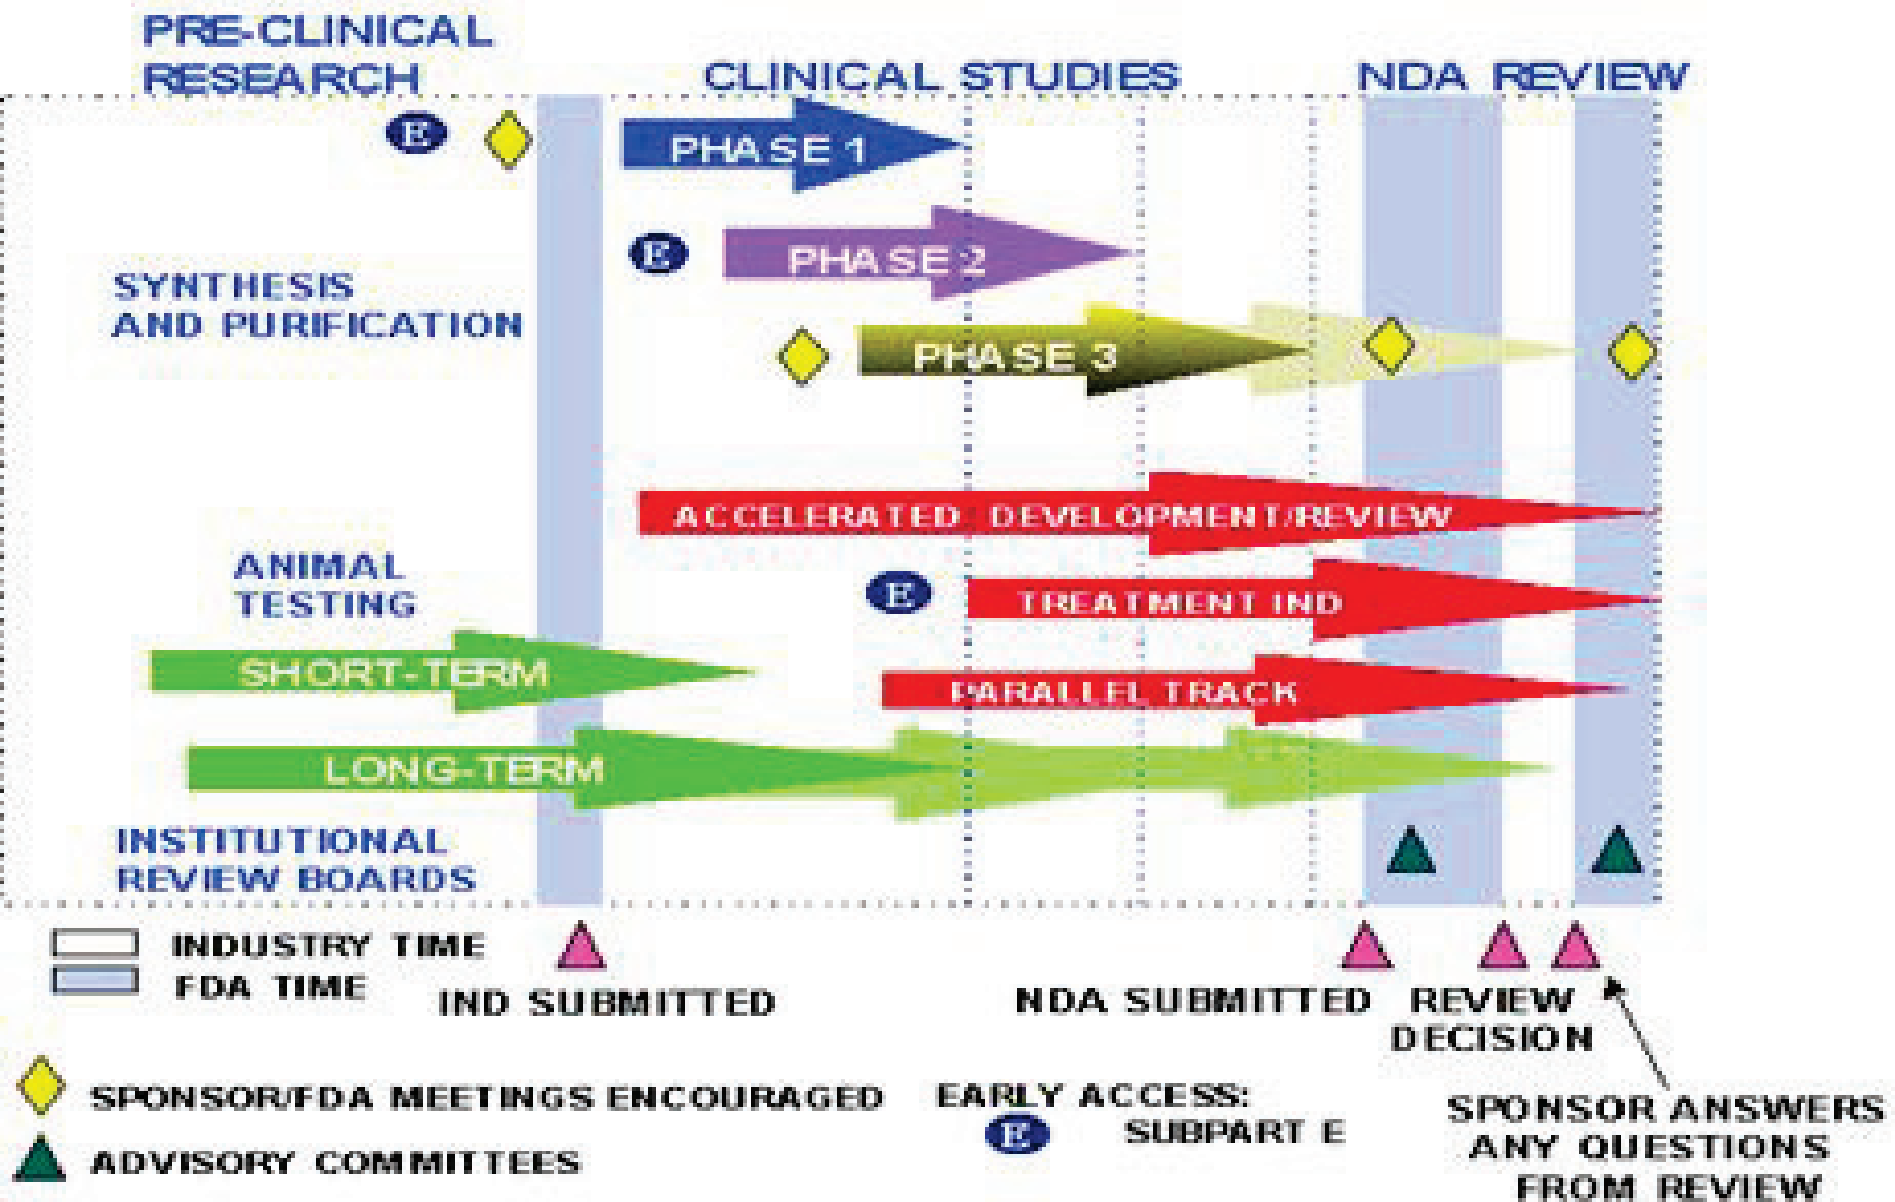 PRE-CLINICAL
RESEARCH
CLINICAL STUDIES
NDA REVIEW
E
PHASE 1
E
PHASE 2
SYNTHESIS
AND PURIFICATION
PHASE 3
ACCELERATED DEVELOPMENT/REVIEW
ANIMAL
TESTING
E
TREATMENT IND
SHORT-TERM
PARALLEL TRACK
LONG-TERM
INSTITUTIONAL
REVIEW BOARDS
INDUSTRY TIME
FDA TIME
IND SUBMITTED
NDA SUBMITTED
REVIEW
DECISION
SPONSOR/FDA MEETINGS ENCOURAGED
ADVISORY COMMITTEES
EARLY ACCESS:
E SUBPART E
SPONSOR ANSWERS
ANY QUESTIONS
FROM REVIEW